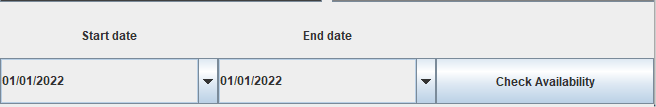 Start date End date
01/01/2022 01/01/2022 Check Availability